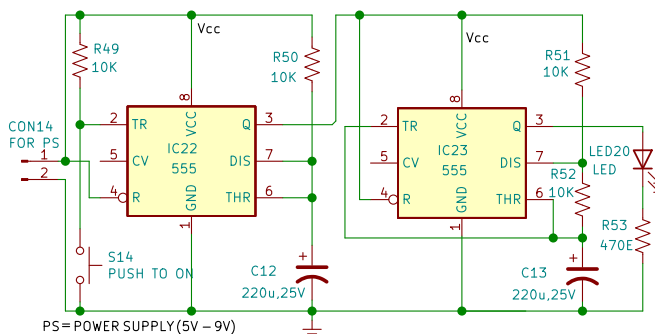 Vcc
Vcc
R49
10K
R50
10K
R51
10K
8
8
2
TR
VCC
Q
3
2
TR
VCC
Q
3
CON14
FOR PS
1
2
5
CV
IC22
555
DIS
7
5
CV
IC23
555
DIS
7
LED20
LED
4
R
GND
THR
6
4
R
GND
THR
6
R52
10K
1
1
R53
470E
S14
PUSH TO ON
C12
+
220u,25V
C13
+
220u,25V
PS=POWER SUPPLY(5V-9V)